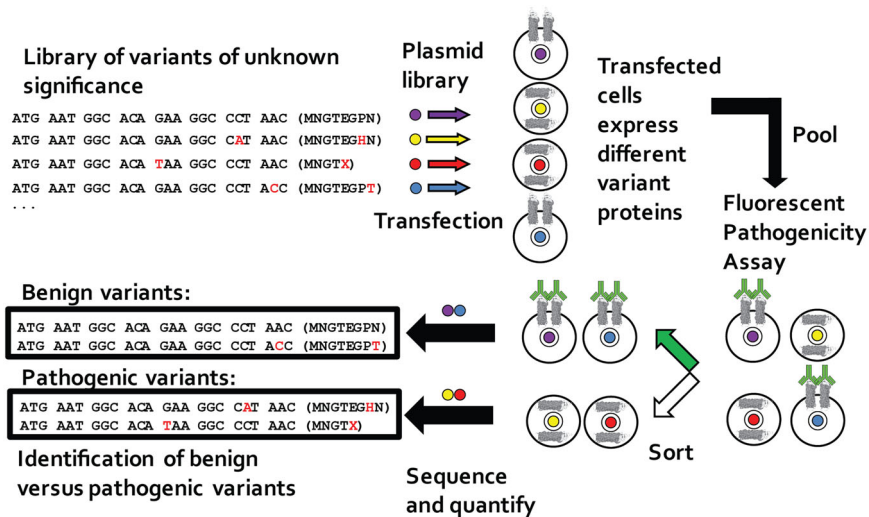 Library of variants of unknown
significance
ATG AAT GGC ACA GAA GGC CCT AAC (MNGTEGPN)
ATG AAT GGC ACA GAA GGC CAT AAC (MNGTEGHN)
ATG AAT GGC ACA TAA GGC CCT AAC (MNGTX)
ATG AAT GGC ACA GAA GGC CCT ACC (MNGTEGPT)
...
Plasmid
library
Transfection
Transfected
cells
express
different
variant
proteins
Pool
Fluorescent
Pathogenicity
Assay
Sort
Sequence
and quantify
Benign variants:
ATG AAT GGC ACA GAA GGC CCT AAC (MNGTEGPN)
ATG AAT GGC ACA GAA GGC CCT ACC (MNGTEGPT)
Pathogenic variants:
ATG AAT GGC ACA GAA GGC CAT AAC (MNGTEGHN)
ATG AAT GGC ACA TAA GGC CCT AAC (MNGTX)
Identification of benign
versus pathogenic variants